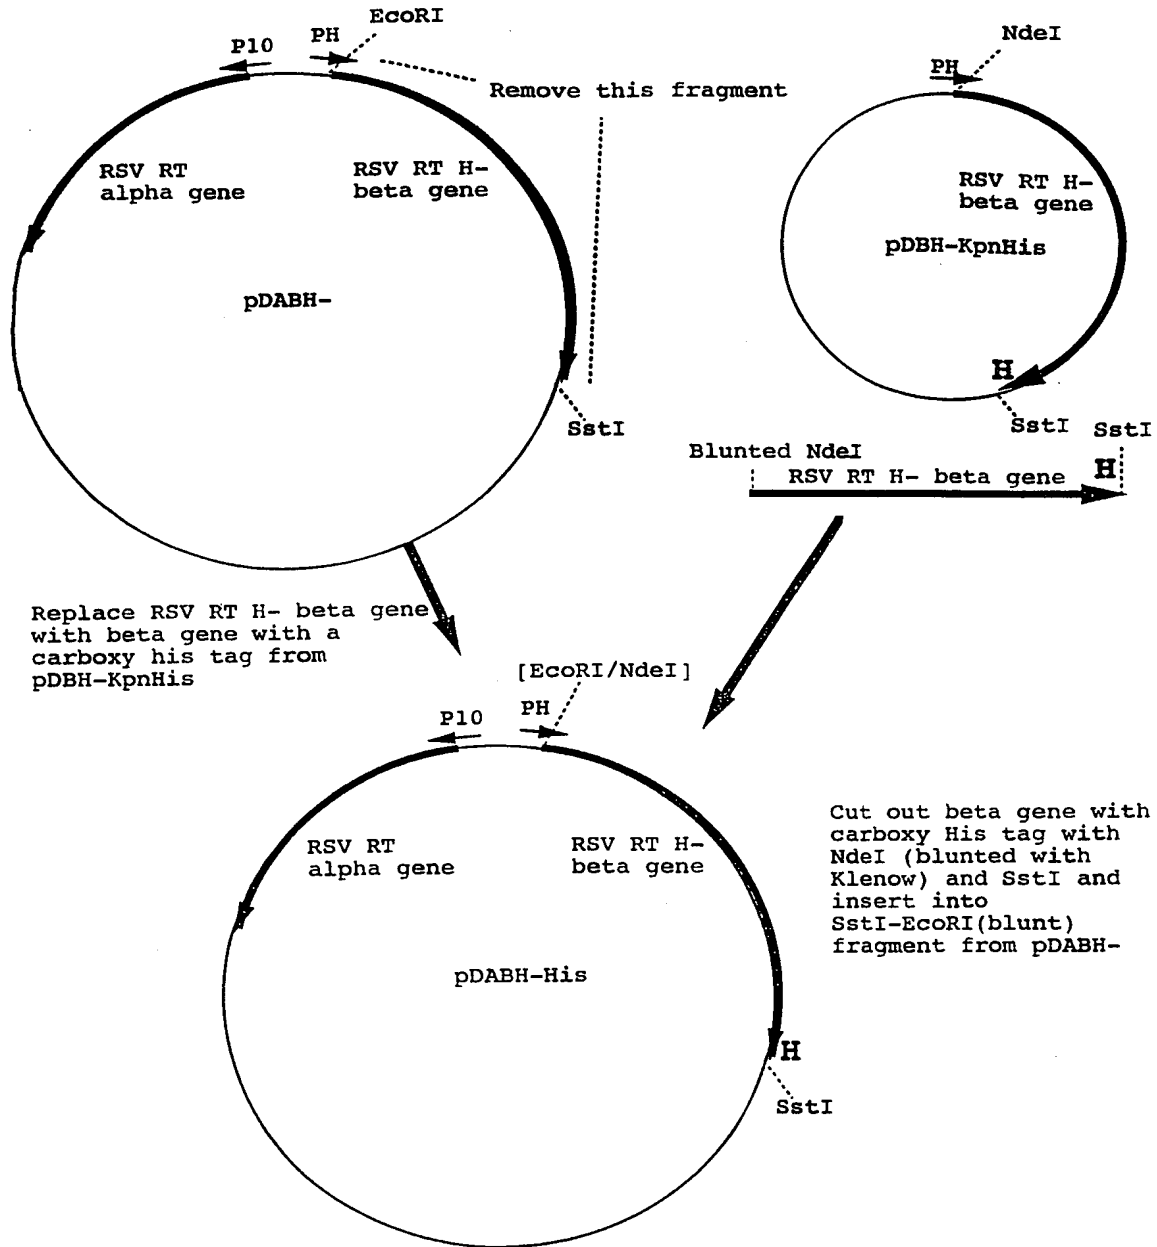 EcoRI
P10
PH
Remove this fragment
RSV RT
alpha gene
RSV RT H-
beta gene
pDABH-
SstI
NdeI
PH
RSV RT H-
beta gene
pDBH-KpnHis
H
SstI
SstI
Blunted NdeI
RSV RT H- beta gene
H
Replace RSV RT H- beta gene
with beta gene with a
carboxy his tag from
pDBH-KpnHis
[EcoRI/NdeI]
P10
PH
RSV RT
alpha gene
RSV RT H-
beta gene
pDABH-His
H
SstI
Cut out beta gene with
carboxy His tag with
NdeI (blunted with
Klenow) and SstI and
insert into
SstI-EcoRI(blunt)
fragment from pDABH-